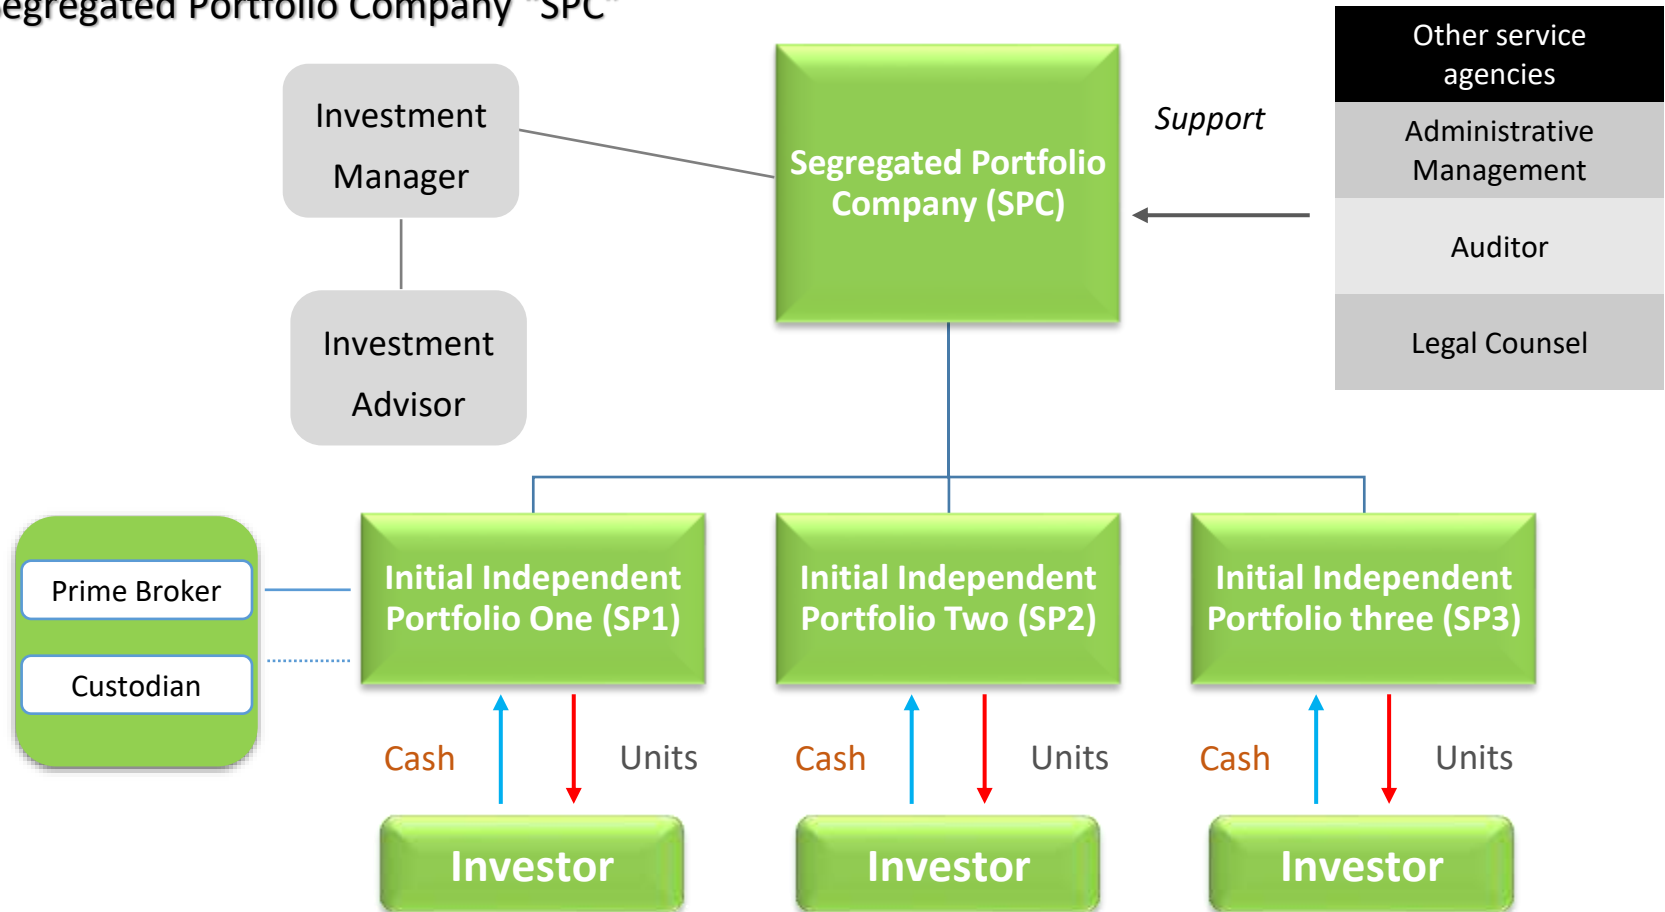 Segregated Portfolio Company "SPC"
Investment
Manager
Investment
Advisor
Segregated Portfolio
Company (SPC)
Support
Other service
agencies
Administrative
Management
Auditor
Legal Counsel
Prime Broker
Custodian
Initial Independent
Portfolio One (SP1)
Initial Independent
Portfolio Two (SP2)
Initial Independent
Portfolio three (SP3)
Cash
Units
Cash
Units
Cash
Units
Investor
Investor
Investor